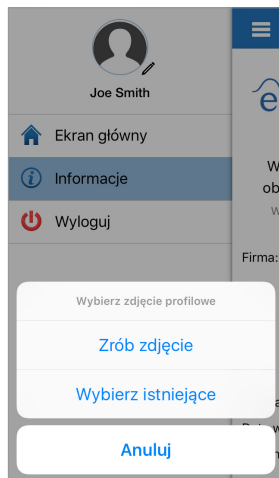 Joe Smith
Ekran główny
Informacje
Wyloguj
Firma:
Wybierz zdjęcie profilowe
Zrób zdjęcie
Wybierz istniejące
Anuluj